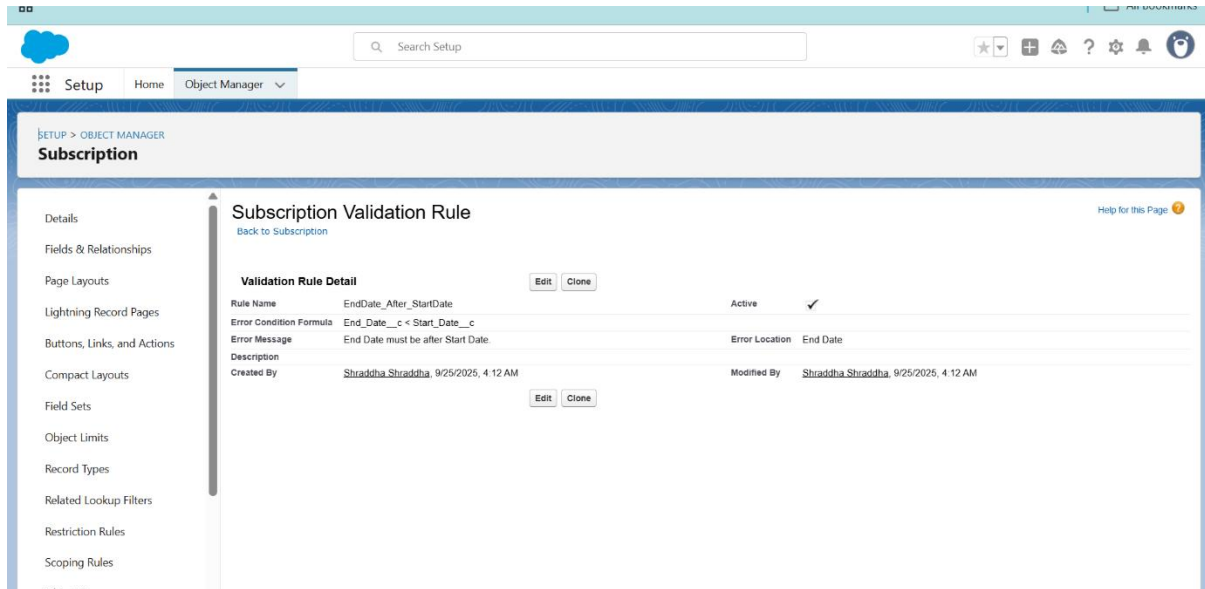 All Bookmarks
Search Setup
Setup Home Object Manager
SETUP > OBJECT MANAGER
Subscription
Details
Fields & Relationships
Page Layouts
Lightning Record Pages
Buttons, Links, and Actions
Compact Layouts
Field Sets
Object Limits
Record Types
Related Lookup Filters
Restriction Rules
Scoping Rules
Subscription Validation Rule
Help for this Page
Back to Subscription
Validation Rule Detail Edit Clone
Rule Name EndDate_After_StartDate Active
Error Condition Formula End_Date__c < Start_Date__c
Error Message End Date must be after Start Date. Error Location End Date
Description
Created By Shraddha Shraddha, 9/25/2025, 4:12 AM Modified By Shraddha Shraddha, 9/25/2025, 4:12 AM
Edit Clone